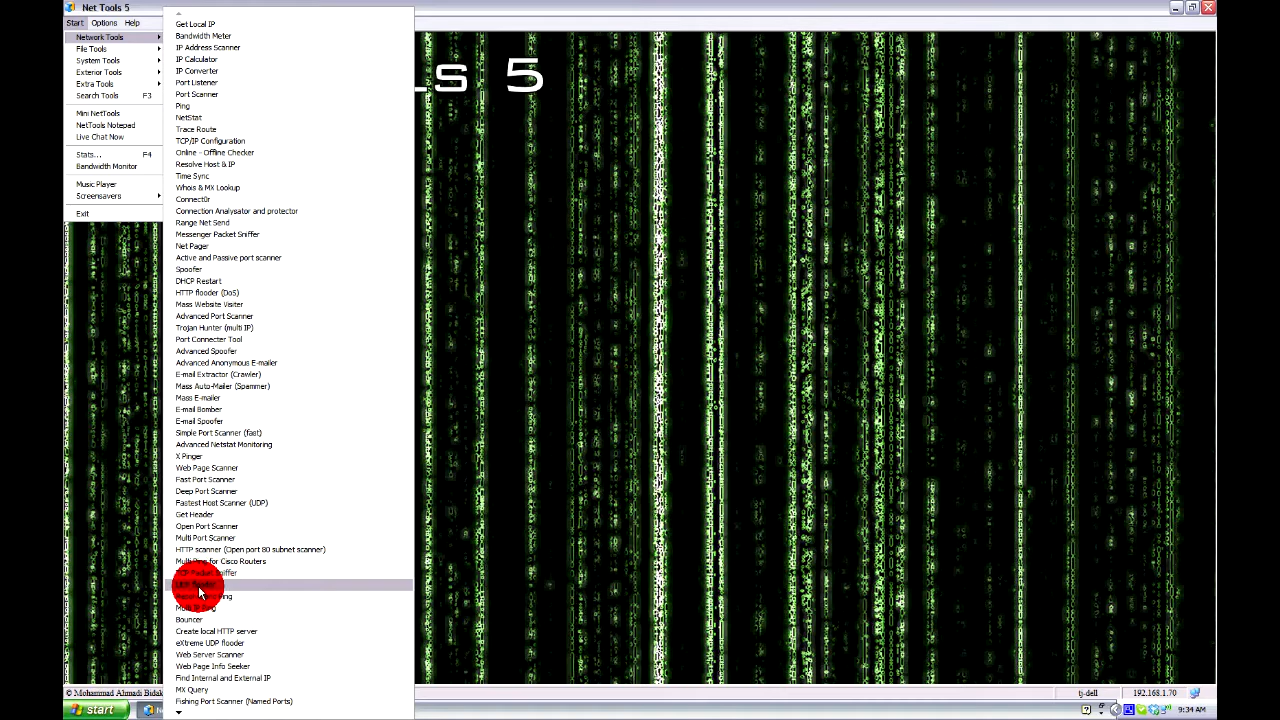 Net Tools 5
Start Options Help
Network Tools
File Tools
System Tools
Exterior Tools
Extra Tools
Search Tools F3
Mini NetTools
NetTools Notepad
Live Chat Now
Stats... F4
Bandwidth Monitor
Music Player
Screensavers
Exit
Get Local IP
Bandwidth Meter
IP Address Scanner
IP Calculator
IP Converter
Port Listener
Port Scanner
Ping
NetStat
Trace Route
TCP/IP Configuration
Online - Offline Checker
Resolve Host & IP
Time Sync
Whois & MX Lookup
Connect0r
Connection Analysator and protector
Range Net Send
Messenger Packet Sniffer
Net Pager
Active and Passive port scanner
Spoofer
DHCP Restart
HTTP flooder (DoS)
Mass Website Visiter
Advanced Port Scanner
Trojan Hunter (multi IP)
Port Connecter Tool
Advanced Spoofer
Advanced Anonymous E-mailer
E-mail Extractor (Crawler)
Mass Auto-Mailer (Spammer)
Mass E-mailer
E-mail Bomber
E-mail Spoofer
Simple Port Scanner (fast)
Advanced Netstat Monitoring
X Pinger
Web Page Scanner
Fast Port Scanner
Deep Port Scanner
Fastest Host Scanner (UDP)
Get Header
Open Port Scanner
Multi Port Scanner
HTTP scanner (Open port 80 subnet scanner)
Multi Ping for Cisco Routers
Bouncer
Create local HTTP server
eXtreme UDP flooder
Web Server Scanner
Web Page Info Seeker
Find Internal and External IP
MX Query
Fishing Port Scanner (Named Ports)
ls 5
© Mohammad Ahmadi Bidak
tj-dell 192.168.1.70
start
9:34 AM